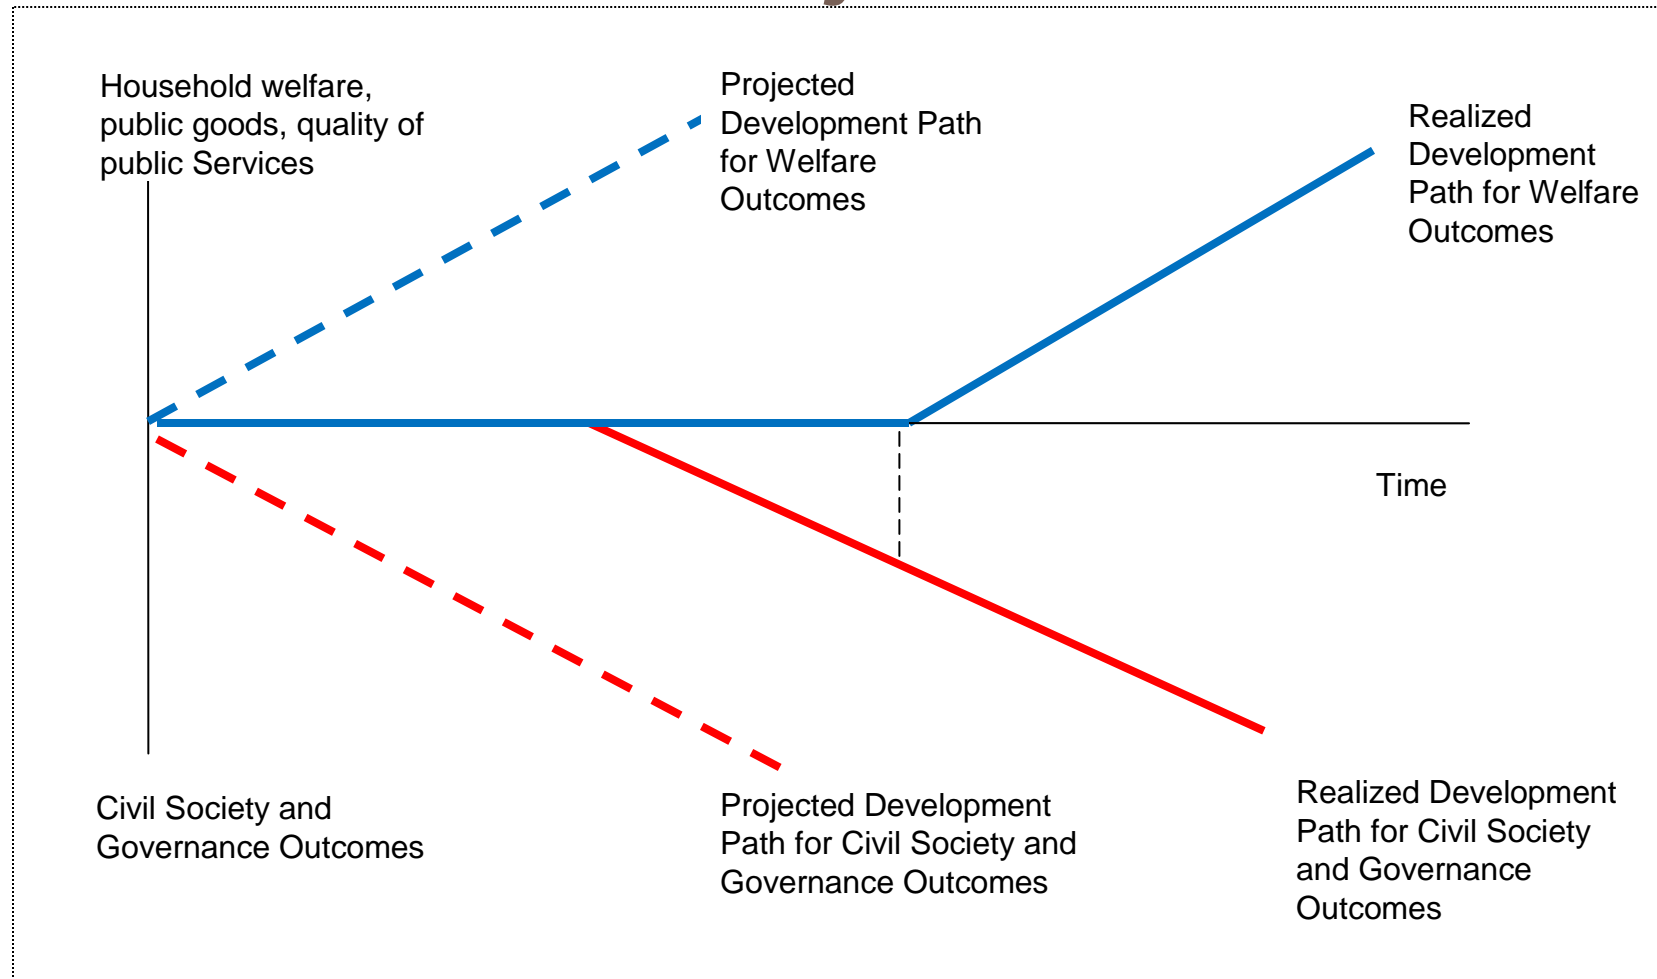 Household welfare,
public goods, quality of
public Services
Projected
Development Path
for Welfare
Outcomes
Realized
Development
Path for Welfare
Outcomes
Time
Civil Society and
Governance Outcomes
Projected Development
Path for Civil Society and
Governance Outcomes
Realized Development
Path for Civil Society
and Governance
Outcomes